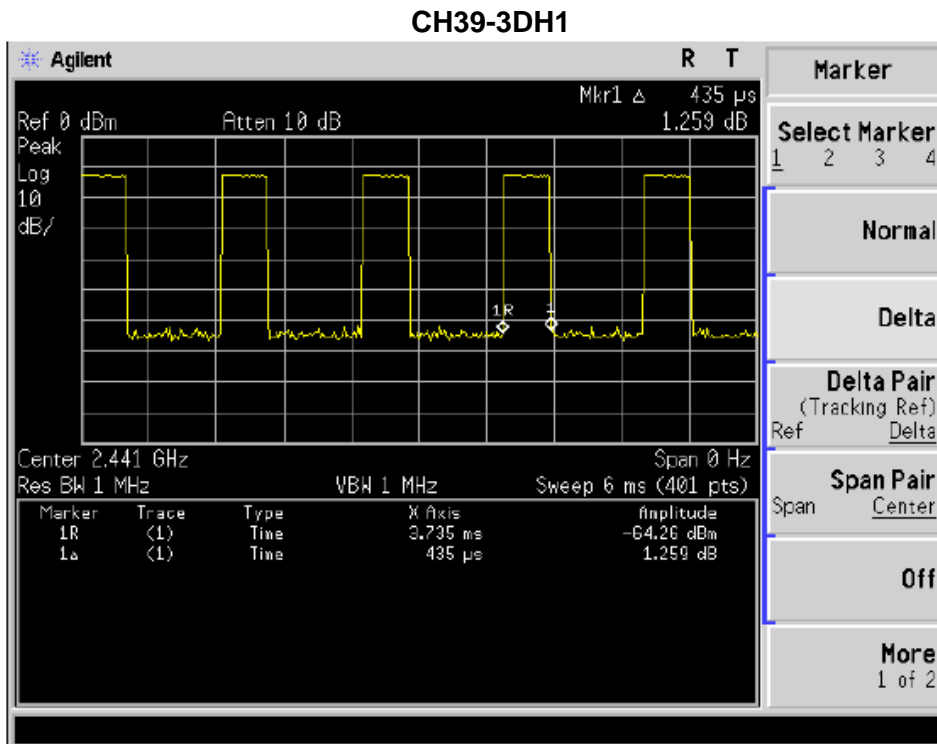 CH39-3DH1
Agilent
R T
Mkr1 Δ 435 µs
Ref 0 dBm Atten 10 dB 1.259 dB
Peak
Log
10
dB/
1R 1
Center 2.441 GHz Span 0 Hz
Res BW 1 MHz VBW 1 MHz Sweep 6 ms (401 pts)
Marker Trace Type X Axis Amplitude
1R (1) Time 3.735 ms -64.26 dBm
1Δ (1) Time 435 µs 1.259 dB
Marker
Select Marker
1 2 3 4
Normal
Delta
Delta Pair
(Tracking Ref)
Ref Delta
Span Pair
Span Center
Off
More
1 of 2